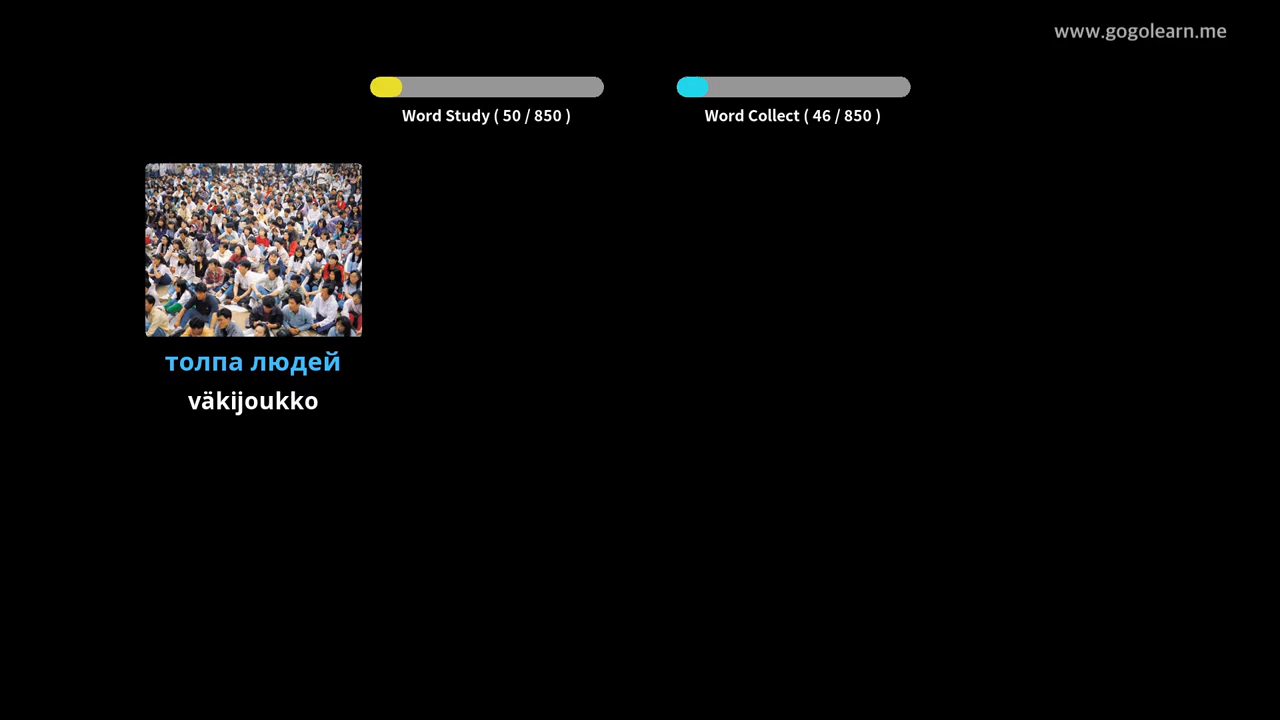 www.gogolearn.me
Word Study ( 50 / 850 )
Word Collect ( 46 / 850 )
толпа людей
väkijoukko